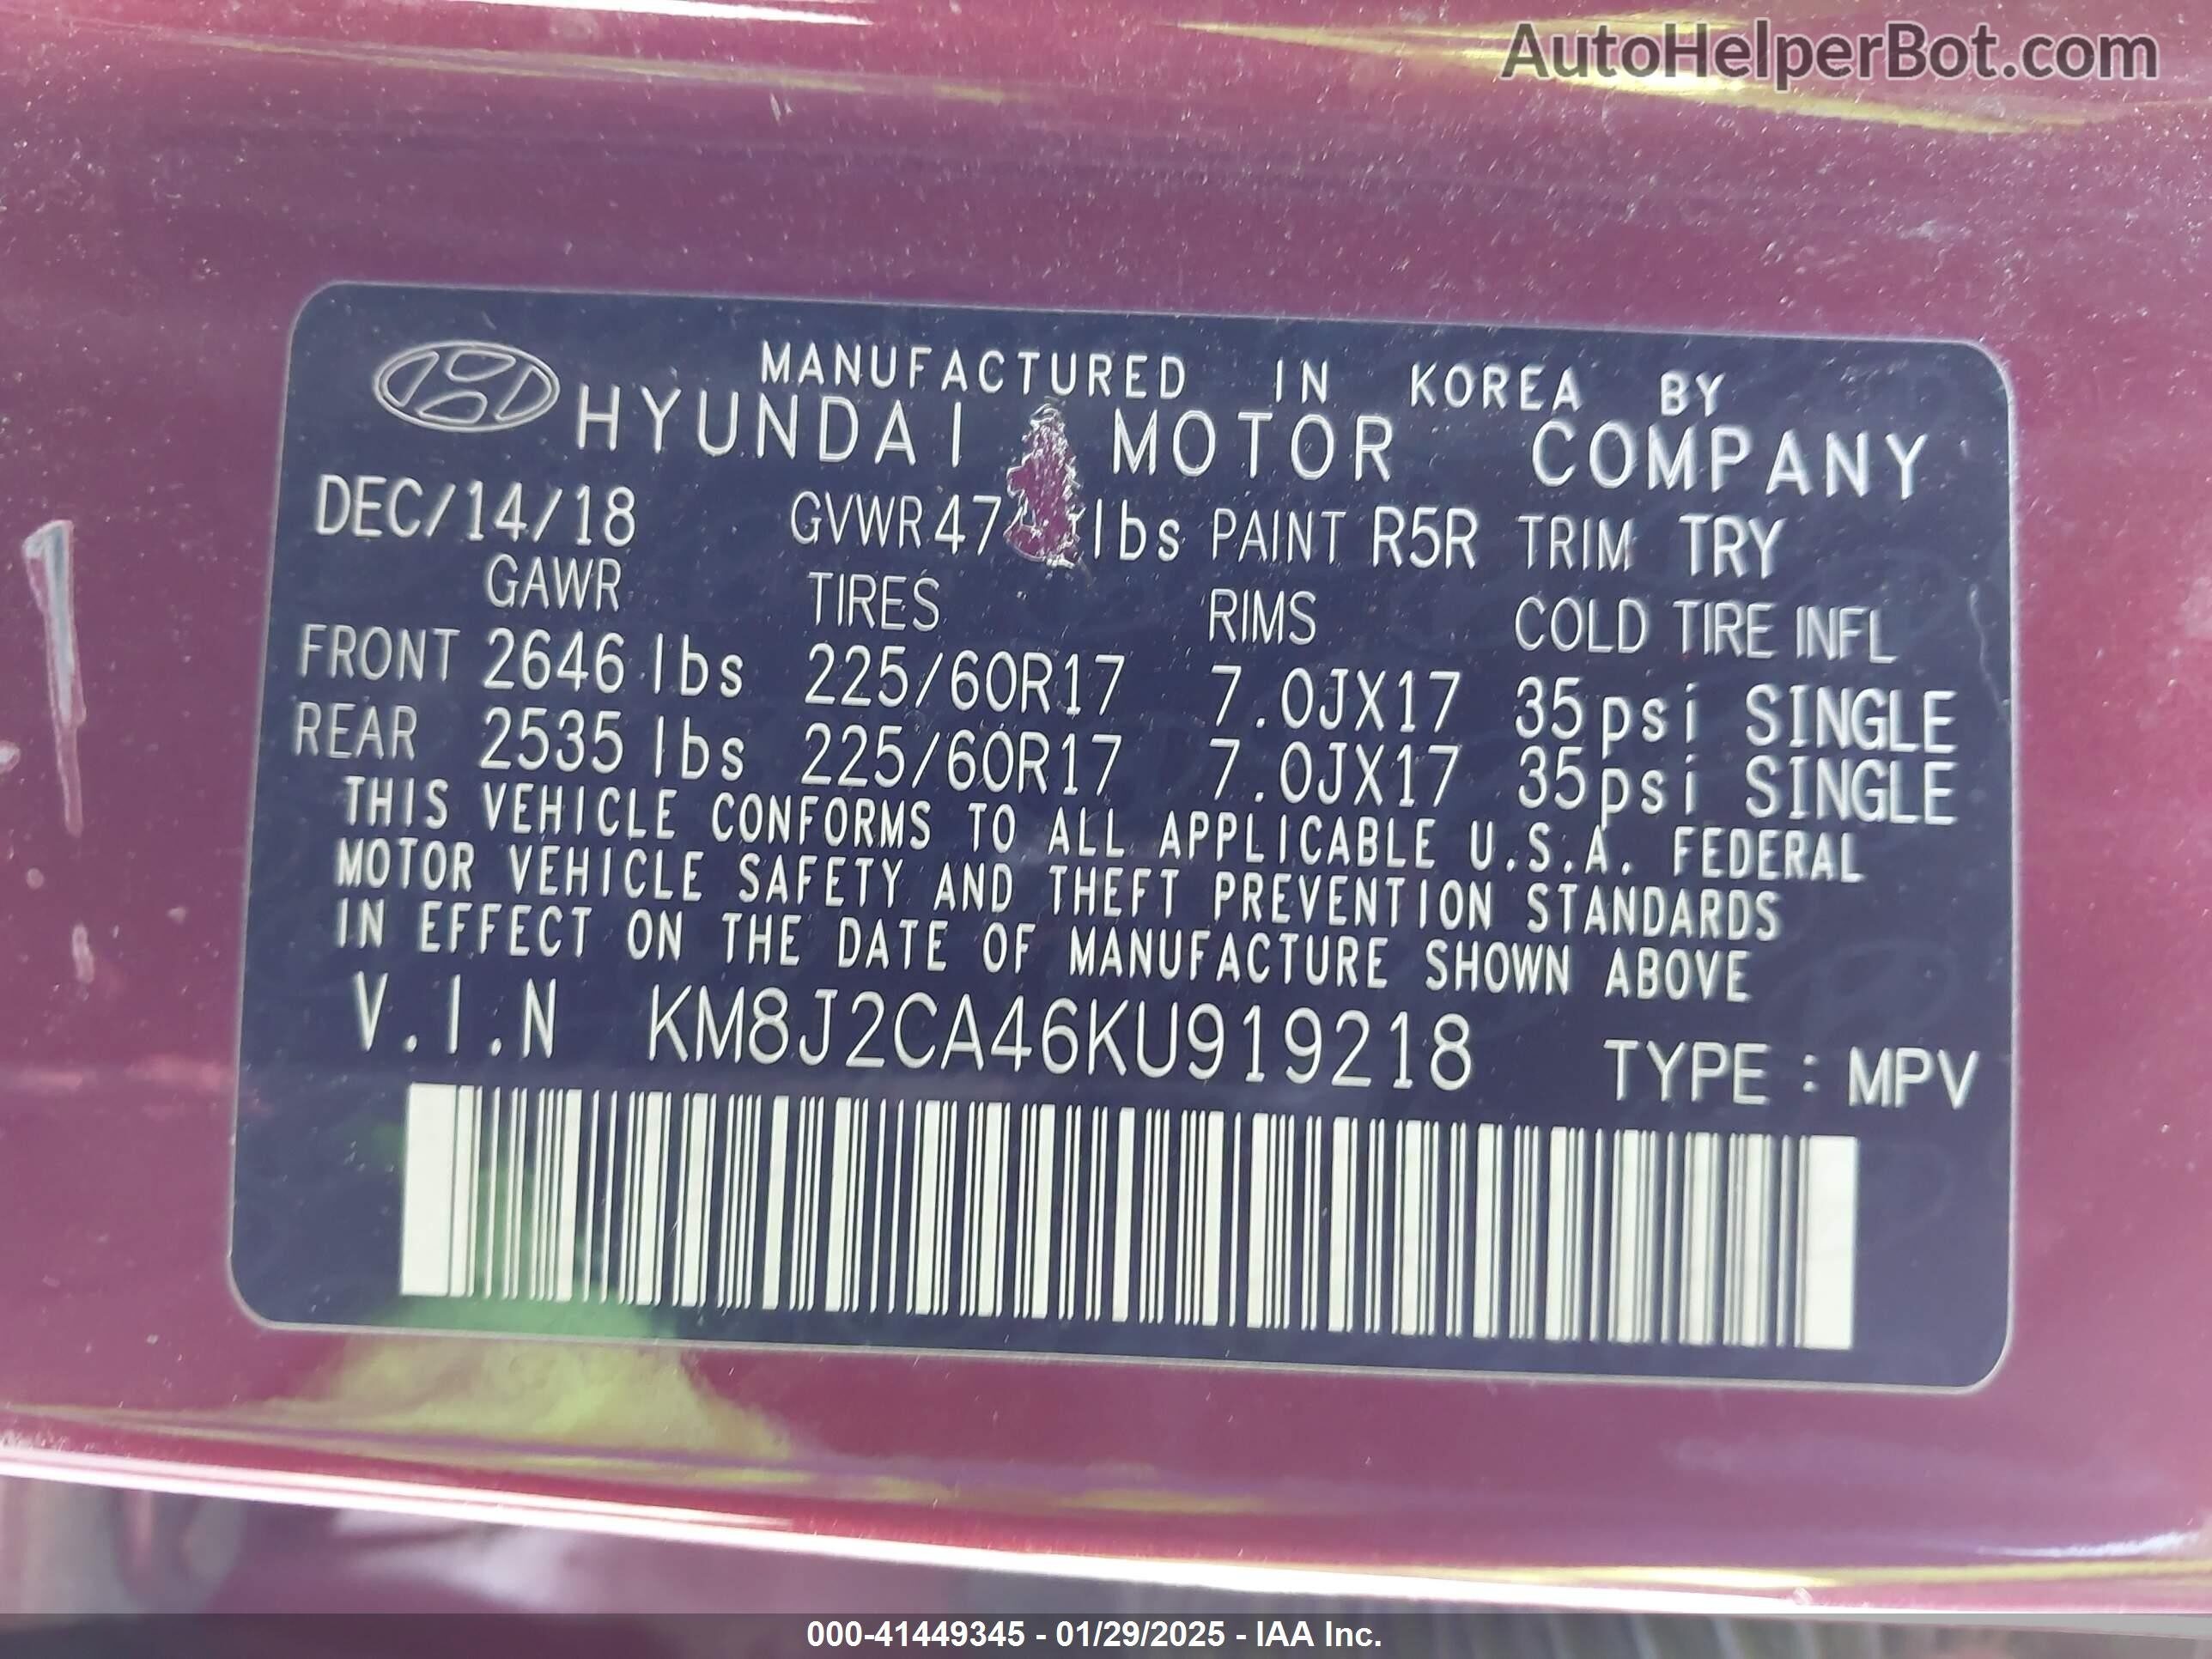 AutoHelperBot.com
MANUFACTURED IN KOREA BY
HYUNDAI MOTOR COMPANY
DEC/14/18 GVWR lbs PAINT R5R TRIM TRY
GAWR TIRES RIMS COLD TIRE INFL
FRONT 2646 lbs 225/60R17 7.0JX17 35psi SINGLE
REAR 2535 lbs 225/60R17 7.0JX17 35psi SINGLE
THIS VEHICLE CONFORMS TO ALL APPLICABLE U.S.A. FEDERAL
MOTOR VEHICLE SAFETY AND THEFT PREVENTION STANDARDS
IN EFFECT ON THE DATE OF MANUFACTURE SHOWN ABOVE
V.I.N KM8J2CA46KU919218 TYPE : MPV
000-41449345 - 01/29/2025 - IAA Inc.